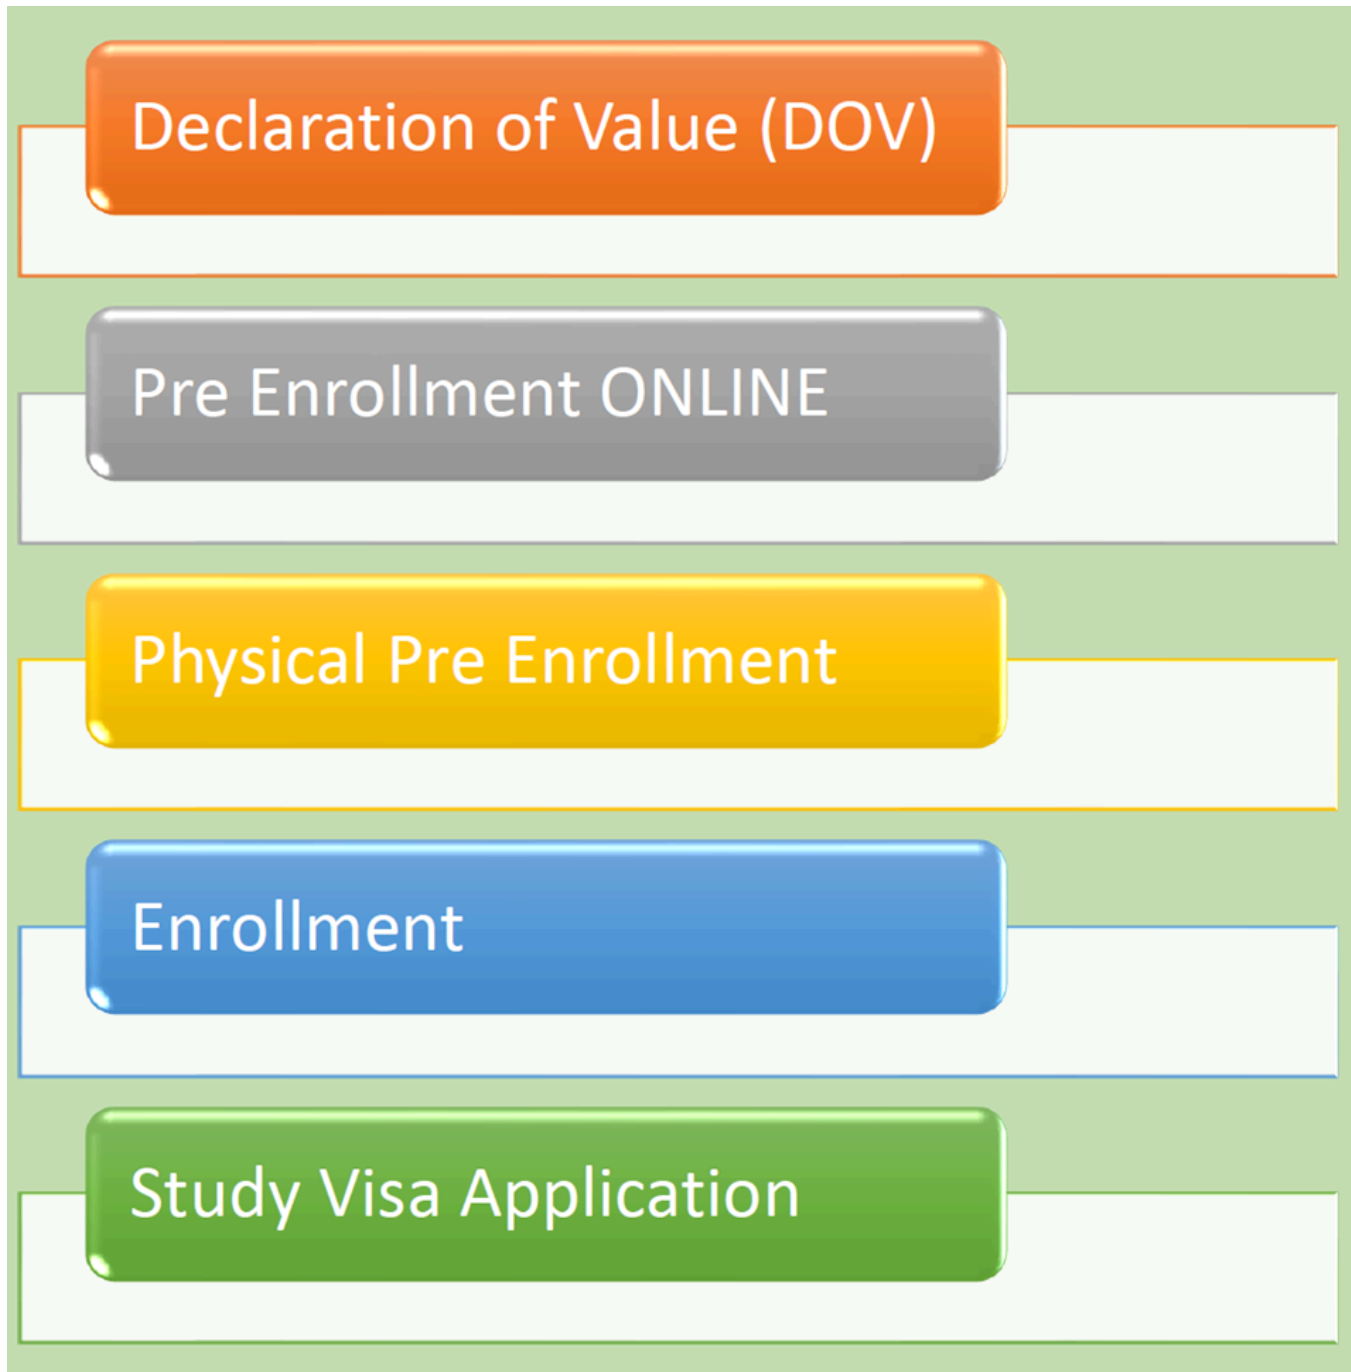 Declaration of Value (DOV)
Pre Enrollment ONLINE
Physical Pre Enrollment
Enrollment
Study Visa Application